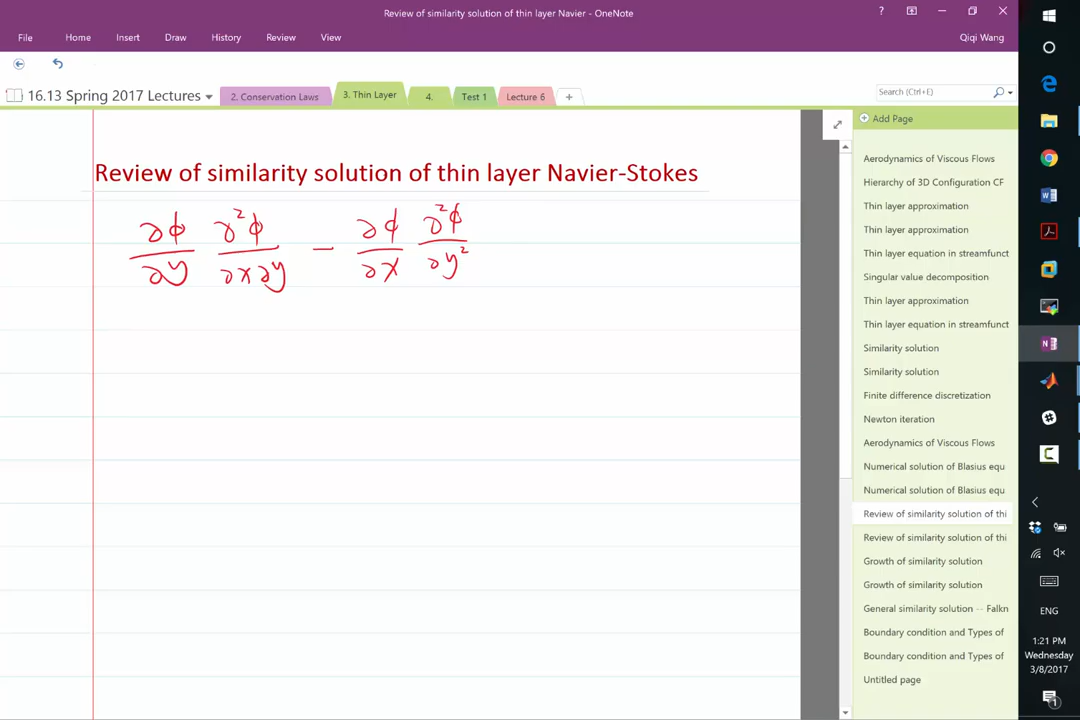 Review of similarity solution of thin layer Navier - OneNote
?
File Home Insert Draw History Review View
Qiqi Wang
16.13 Spring 2017 Lectures
2. Conservation Laws
3. Thin Layer
4.
Test 1
Lecture 6
+
Search (Ctrl+E)
Add Page
Review of similarity solution of thin layer Navier-Stokes
∂ϕ/∂y ∂²ϕ/∂x∂y − ∂ϕ/∂x ∂²ϕ/∂y²
Aerodynamics of Viscous Flows
Hierarchy of 3D Configuration CF
Thin layer approximation
Thin layer approximation
Thin layer equation in streamfunct
Singular value decomposition
Thin layer approximation
Thin layer equation in streamfunct
Similarity solution
Similarity solution
Finite difference discretization
Newton iteration
Aerodynamics of Viscous Flows
Numerical solution of Blasius equ
Numerical solution of Blasius equ
Review of similarity solution of thi
Review of similarity solution of thi
Growth of similarity solution
Growth of similarity solution
General similarity solution -- Falkn
Boundary condition and Types of
Boundary condition and Types of
Untitled page
ENG
1:21 PM
Wednesday
3/8/2017
1